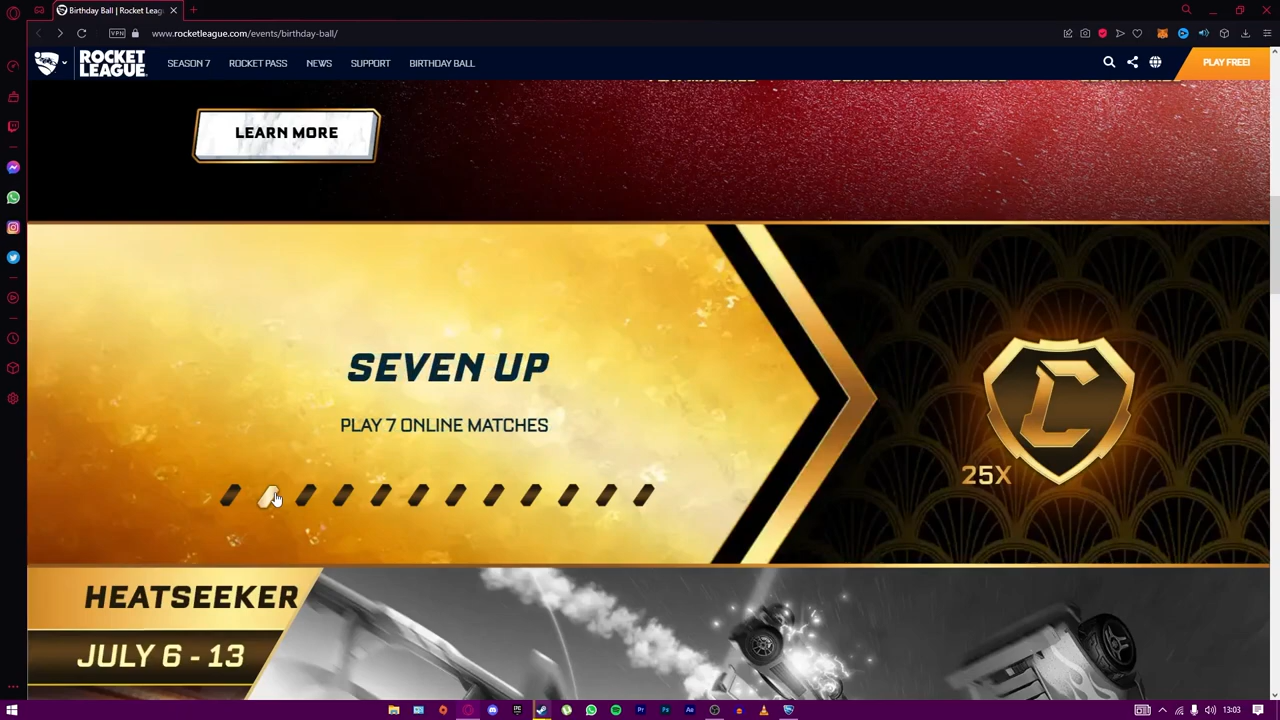 Birthday Ball | Rocket Leag
VPN
www.rocketleague.com/events/birthday-ball/
ROCKET
LEAGUE
SEASON 7
ROCKET PASS
NEWS
SUPPORT
BIRTHDAY BALL
PLAY FREE!
LEARN MORE
SEVEN UP
PLAY 7 ONLINE MATCHES
25X
HEATSEEKER
JULY 6 - 13
13:03